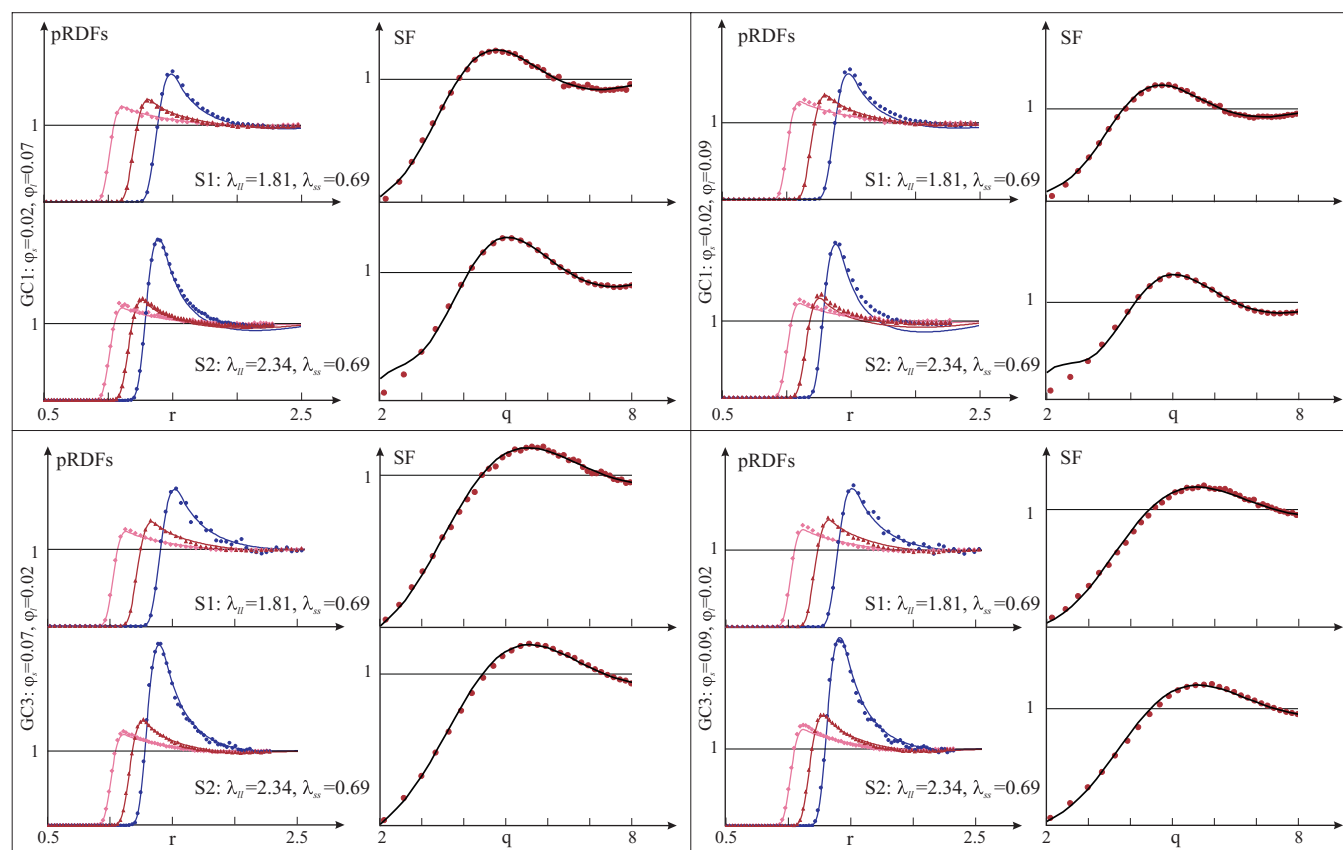 pRDFs
SF
1
1
S1: λ_ll=1.81, λ_ss=0.69
GC1: φ_s=0.02, φ_l=0.07
1
1
S2: λ_ll=2.34, λ_ss=0.69
0.5 r 2.5
2 q 8
pRDFs
SF
1
1
S1: λ_ll=1.81, λ_ss=0.69
GC1: φ_s=0.02, φ_l=0.09
1
1
S2: λ_ll=2.34, λ_ss=0.69
0.5 r 2.5
2 q 8
pRDFs
SF
1
1
S1: λ_ll=1.81, λ_ss=0.69
GC3: φ_s=0.07, φ_l=0.02
1
1
S2: λ_ll=2.34, λ_ss=0.69
0.5 r 2.5
2 q 8
pRDFs
SF
1
1
S1: λ_ll=1.81, λ_ss=0.69
GC3: φ_s=0.09, φ_l=0.02
1
1
S2: λ_ll=2.34, λ_ss=0.69
0.5 r 2.5
2 q 8